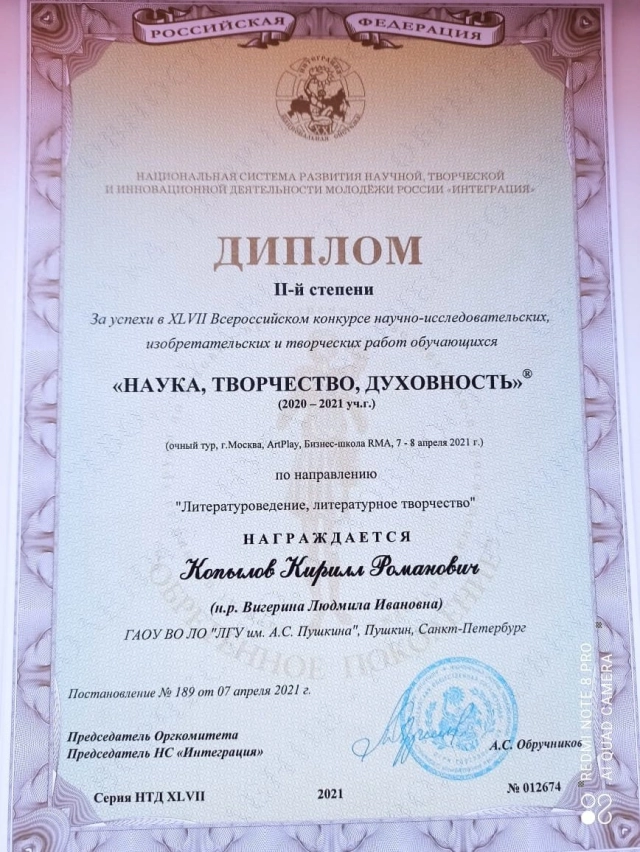 РОССИЙСКАЯ ФЕДЕРАЦИЯ
ИНТЕГРАЦИЯ
XXI
НАЦИОНАЛЬНАЯ СИСТЕМА РАЗВИТИЯ НАУЧНОЙ, ТВОРЧЕСКОЙ
И ИННОВАЦИОННОЙ ДЕЯТЕЛЬНОСТИ МОЛОДЁЖИ РОССИИ «ИНТЕГРАЦИЯ»
ДИПЛОМ
II-й степени
За успехи в XLVII Всероссийском конкурсе научно-исследовательских,
изобретательских и творческих работ обучающихся
«НАУКА, ТВОРЧЕСТВО, ДУХОВНОСТЬ»®
(2020 – 2021 уч.г.)
(очный тур, г.Москва, ArtPlay, Бизнес-школа RMA, 7 - 8 апреля 2021 г.)
по направлению
"Литературоведение, литературное творчество"
НАГРАЖДАЕТСЯ
Копылов Кирилл Романович
(н.р. Вигерина Людмила Ивановна)
ГАОУ ВО ЛО "ЛГУ им. А.С. Пушкина", Пушкин, Санкт-Петербург
Постановление № 189 от 07 апреля 2021 г.
Председатель Оргкомитета
Председатель НС «Интеграция»
А.С. Обручников
Серия НТД XLVII
2021
№ 012674
REDMI NOTE 8 PRO
AI QUAD CAMERA